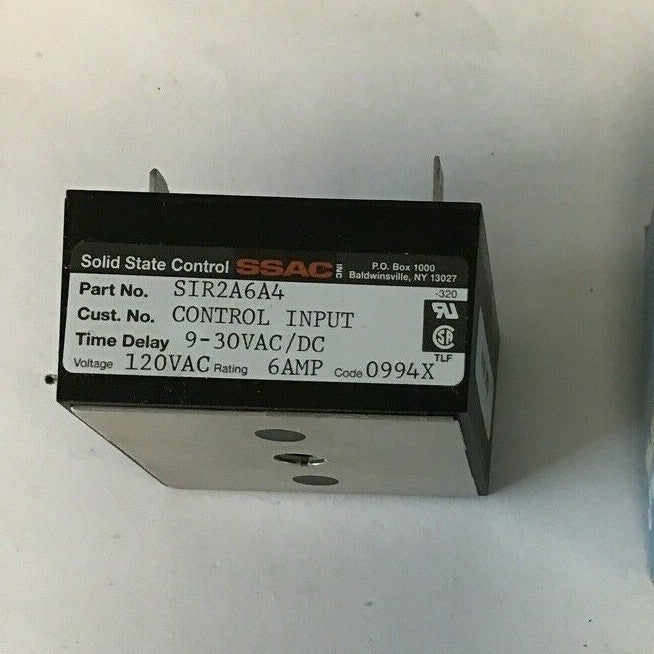 Solid State Control SSAC INC P.O. Box 1000
Baldwinsville, NY 13027
Part No. SIR2A6A4 -320
Cust. No. CONTROL INPUT
Time Delay 9-30VAC/DC
Voltage 120VAC Rating 6AMP Code 0994X
TLF